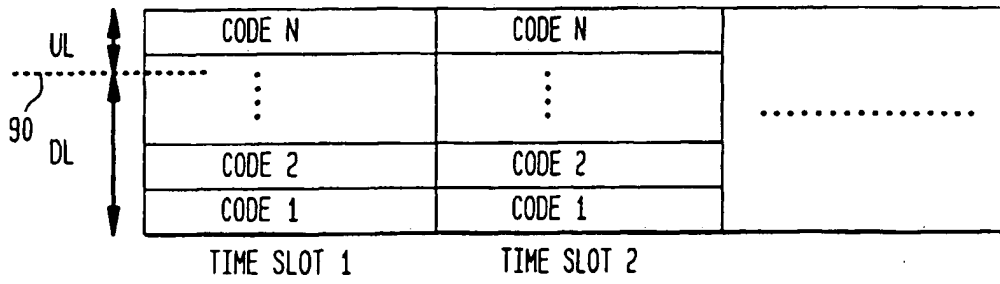 UL
CODE N
CODE N
90
DL
CODE 2
CODE 2
CODE 1
CODE 1
TIME SLOT 1
TIME SLOT 2